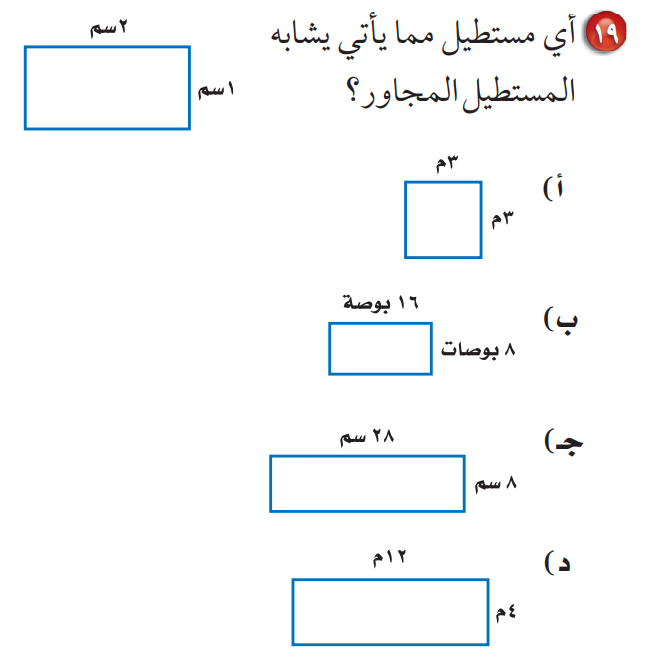 ١٩ أي مستطيل مما يأتي يشابه
المستطيل المجاور؟
٢سم
١سم
أ)
٣م
٣م
ب)
١٦ بوصة
٨ بوصات
جـ)
٢٨ سم
٨ سم
د)
١٢م
٤م